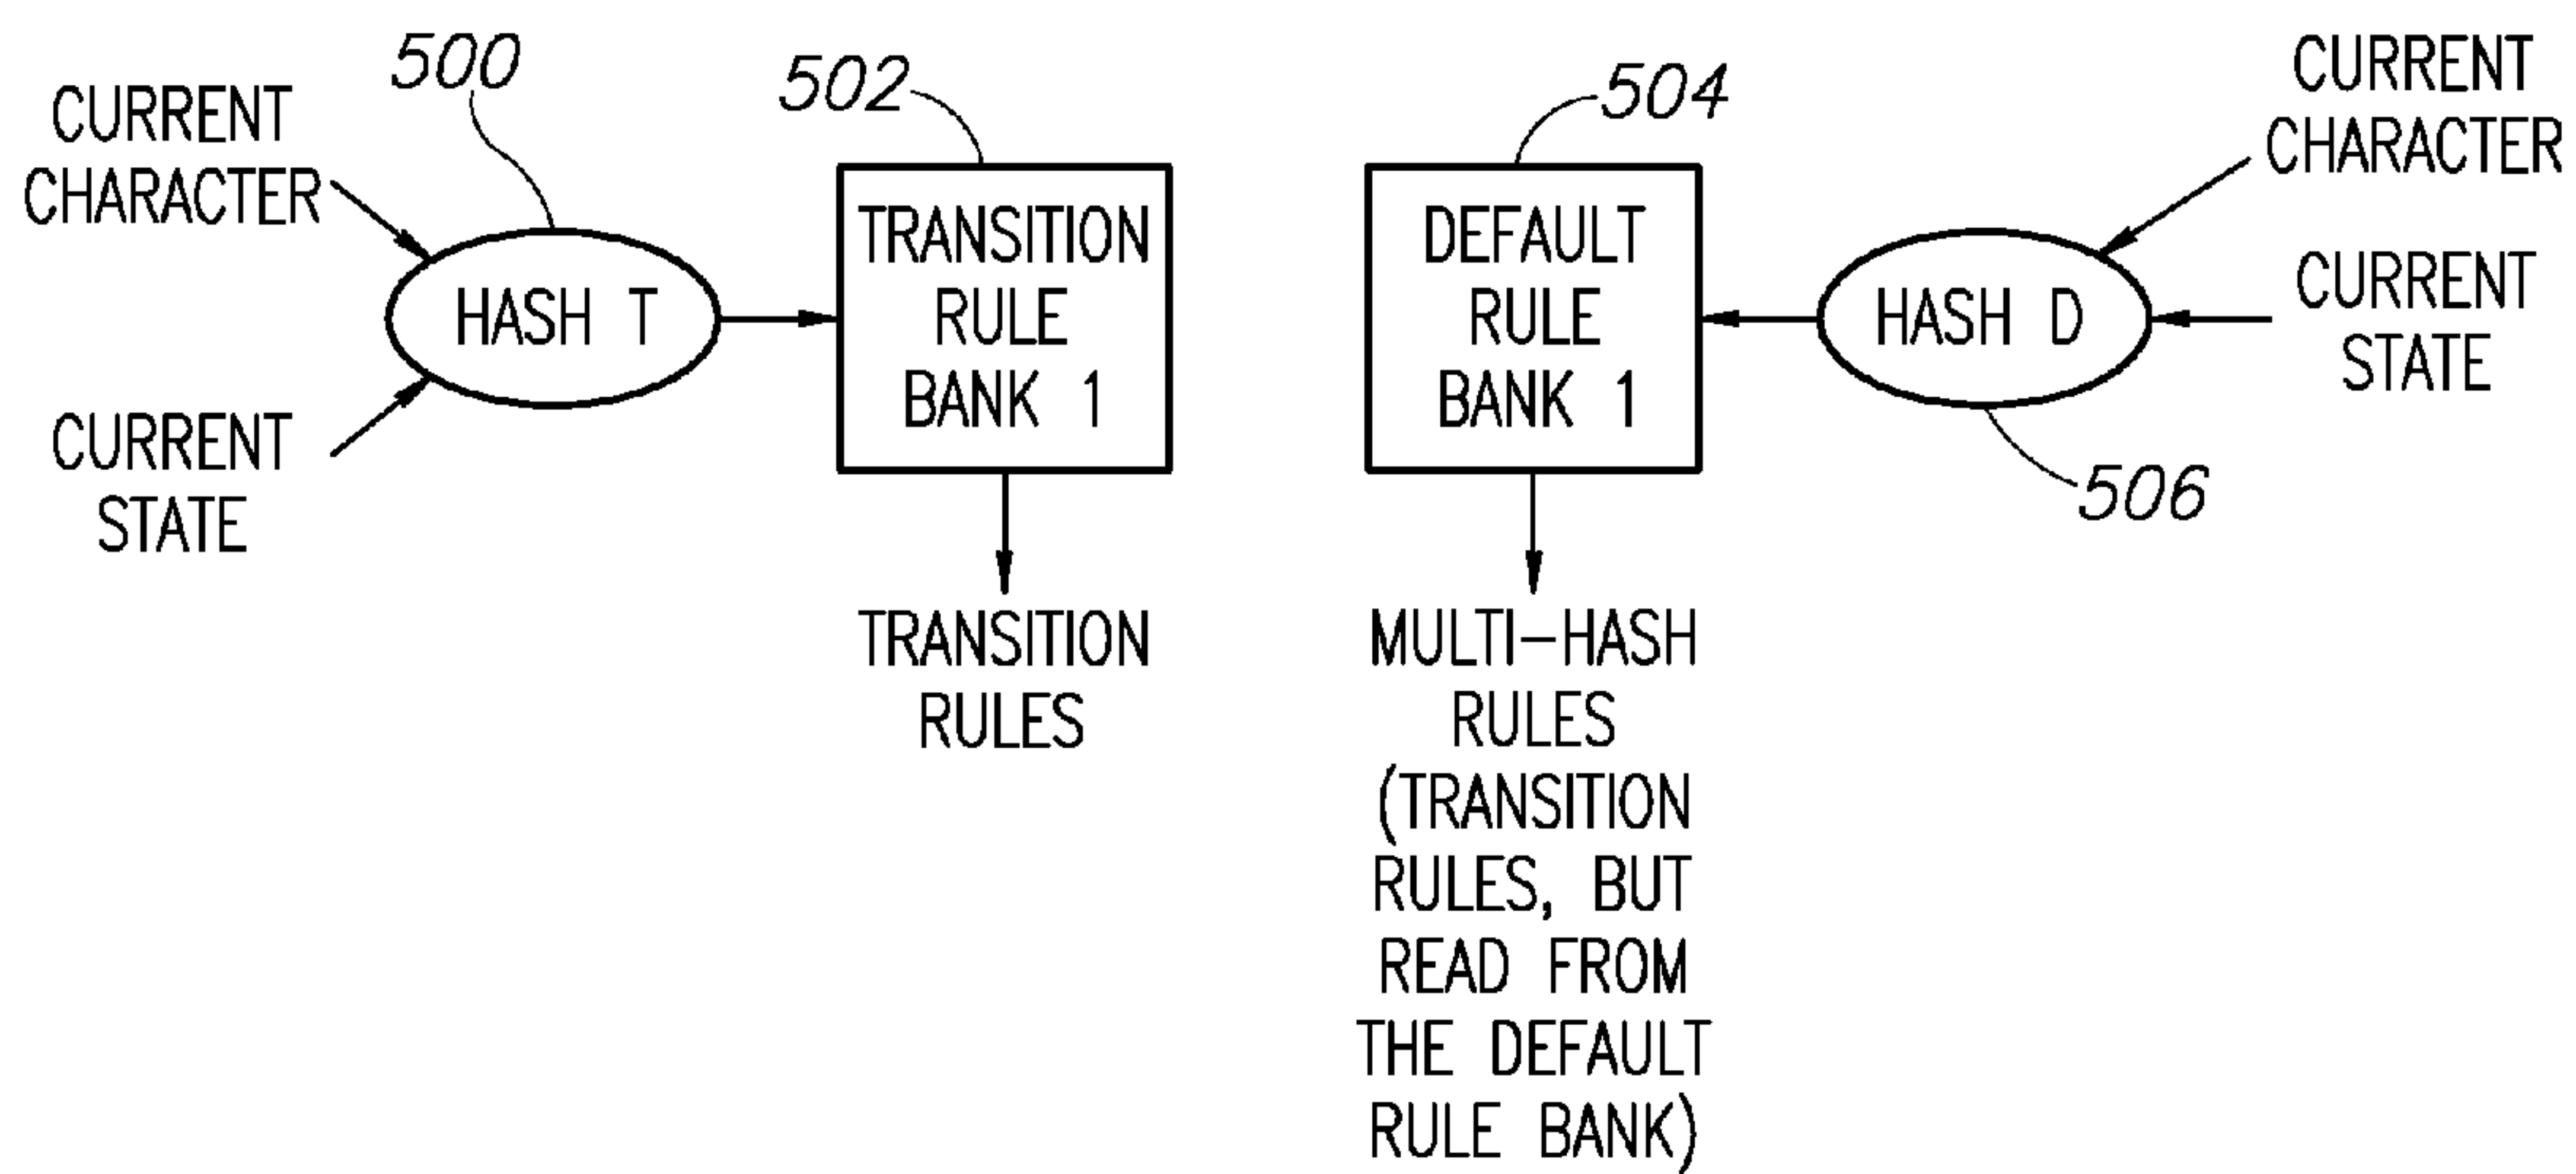 500
CURRENT
CHARACTER
HASH T
CURRENT
STATE
502
TRANSITION
RULE
BANK 1
TRANSITION
RULES
504
DEFAULT
RULE
BANK 1
MULTI-HASH
RULES
(TRANSITION
RULES, BUT
READ FROM
THE DEFAULT
RULE BANK)
CURRENT
CHARACTER
HASH D
CURRENT
STATE
506